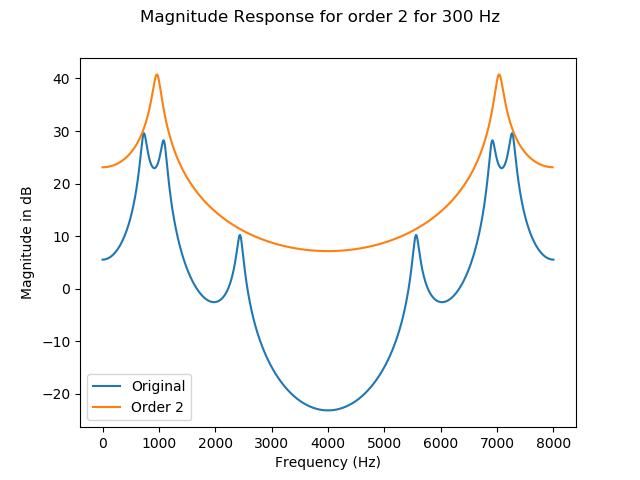 Magnitude Response for order 2 for 300 Hz
Magnitude in dB
40
30
20
10
0
−10
−20
Original
Order 2
0 1000 2000 3000 4000 5000 6000 7000 8000
Frequency (Hz)